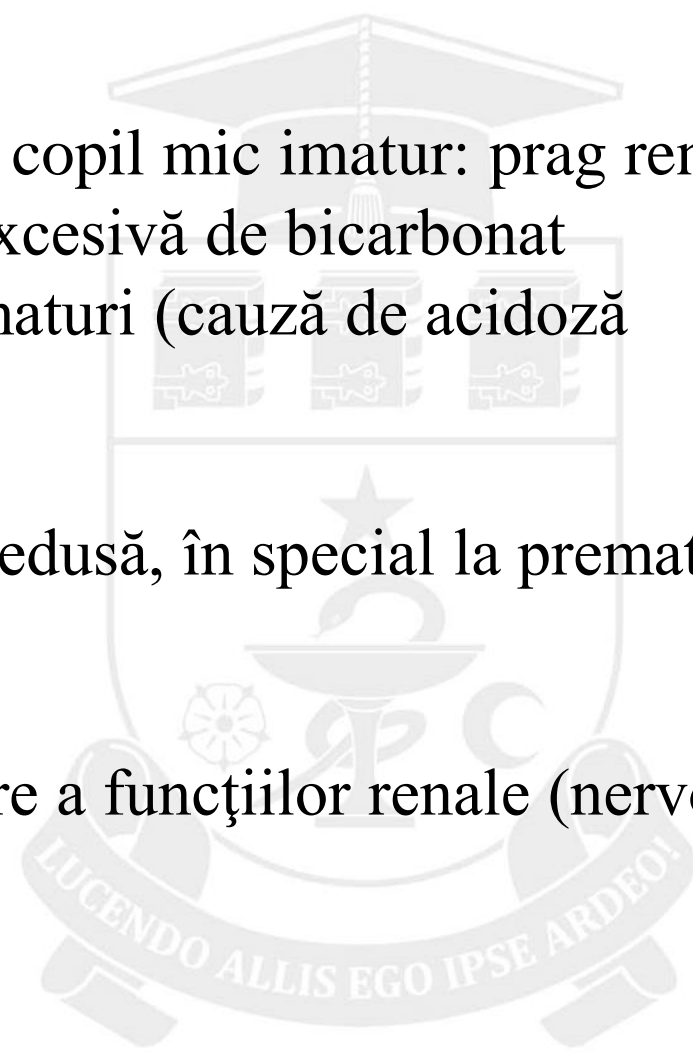 copil mic imatur: prag ren
xcesivă de bicarbonat
naturi (cauză de acidoză
edusă, în special la premat
re a funcţiilor renale (nerv
LUCENDO ALLIS EGO IPSE ARDEO!